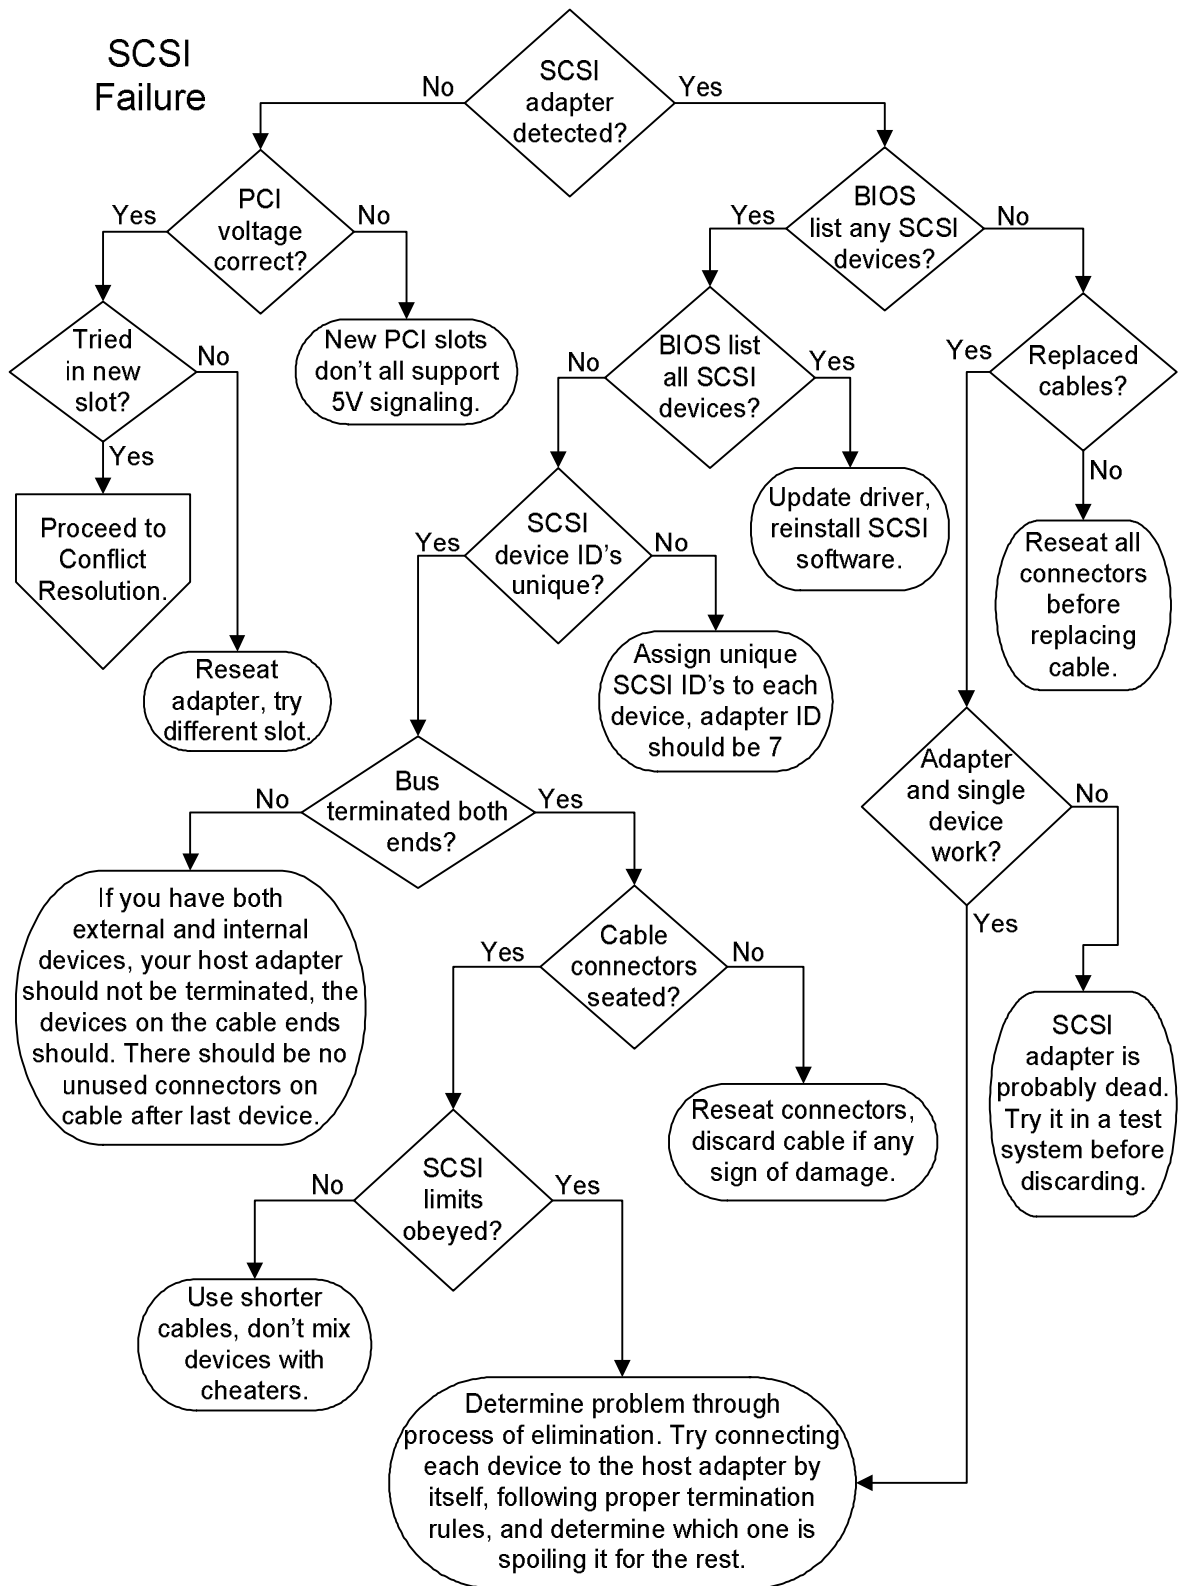 SCSI
Failure
SCSI
adapter
detected?
No
Yes
PCI
voltage
correct?
Yes
No
BIOS
list any SCSI
devices?
Yes
No
Tried
in new
slot?
No
Yes
New PCI slots
don't all support
5V signaling.
BIOS list
all SCSI
devices?
No
Yes
Replaced
cables?
Yes
No
Proceed to
Conflict
Resolution.
Reseat
adapter, try
different slot.
SCSI
device ID's
unique?
Yes
No
Update driver,
reinstall SCSI
software.
Reseat all
connectors
before
replacing
cable.
Assign unique
SCSI ID's to each
device, adapter ID
should be 7
Bus
terminated both
ends?
No
Yes
Adapter
and single
device
work?
No
Yes
If you have both
external and internal
devices, your host adapter
should not be terminated, the
devices on the cable ends
should. There should be no
unused connectors on
cable after last device.
Cable
connectors
seated?
Yes
No
SCSI
adapter is
probably dead.
Try it in a test
system before
discarding.
Reseat connectors,
discard cable if any
sign of damage.
SCSI
limits
obeyed?
No
Yes
Use shorter
cables, don't mix
devices with
cheaters.
Determine problem through
process of elimination. Try connecting
each device to the host adapter by
itself, following proper termination
rules, and determine which one is
spoiling it for the rest.